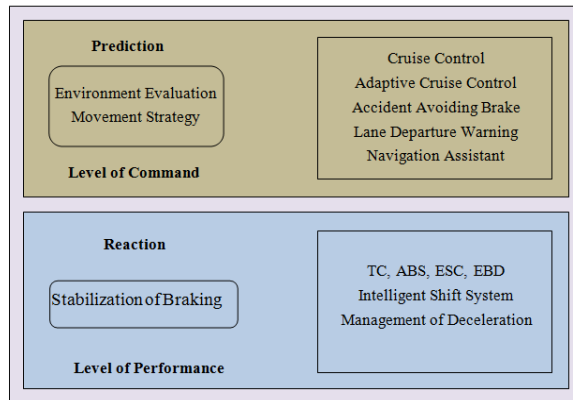 Prediction
Environment Evaluation
Movement Strategy
Level of Command
Cruise Control
Adaptive Cruise Control
Accident Avoiding Brake
Lane Departure Warning
Navigation Assistant
Reaction
Stabilization of Braking
Level of Performance
TC, ABS, ESC, EBD
Intelligent Shift System
Management of Deceleration